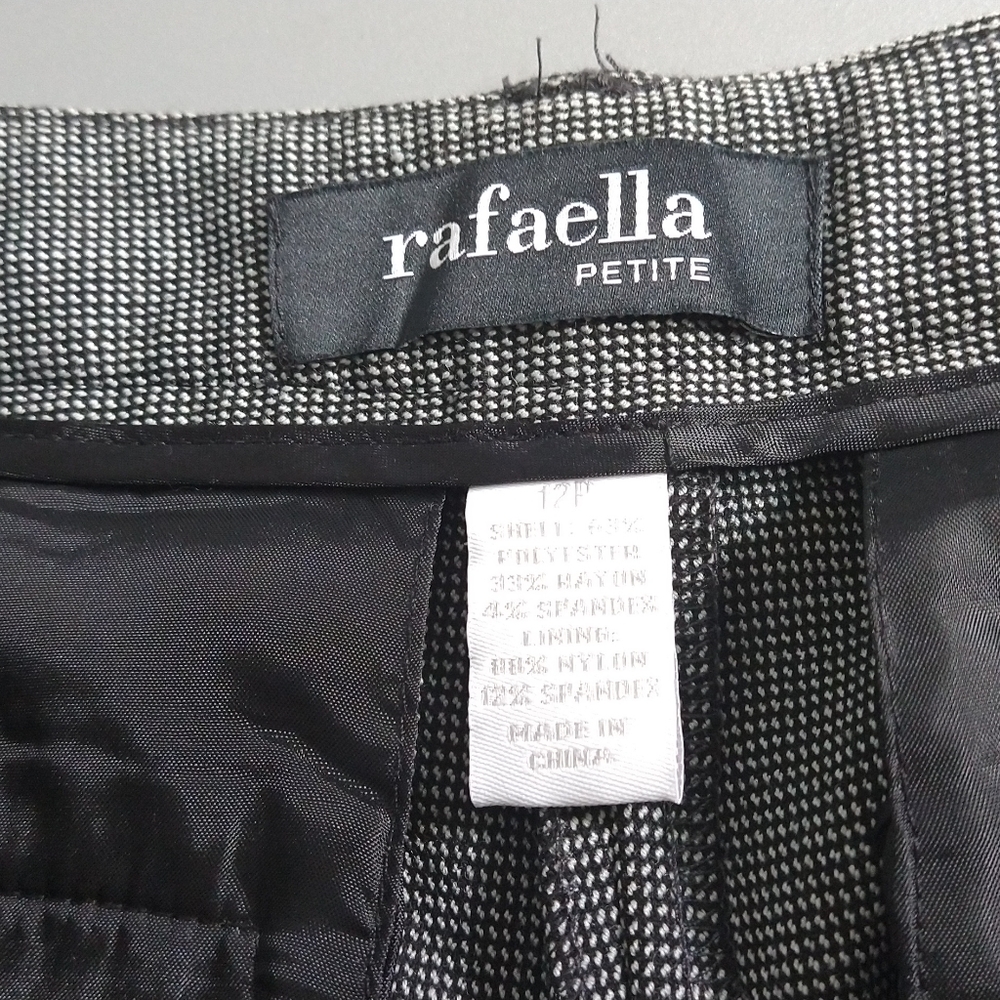 rafaella
PETITE
12P
SHELL: 63%
POLYESTER
33% RAYON
4% SPANDEX
LINING:
88% NYLON
12% SPANDEX
MADE IN
CHINA